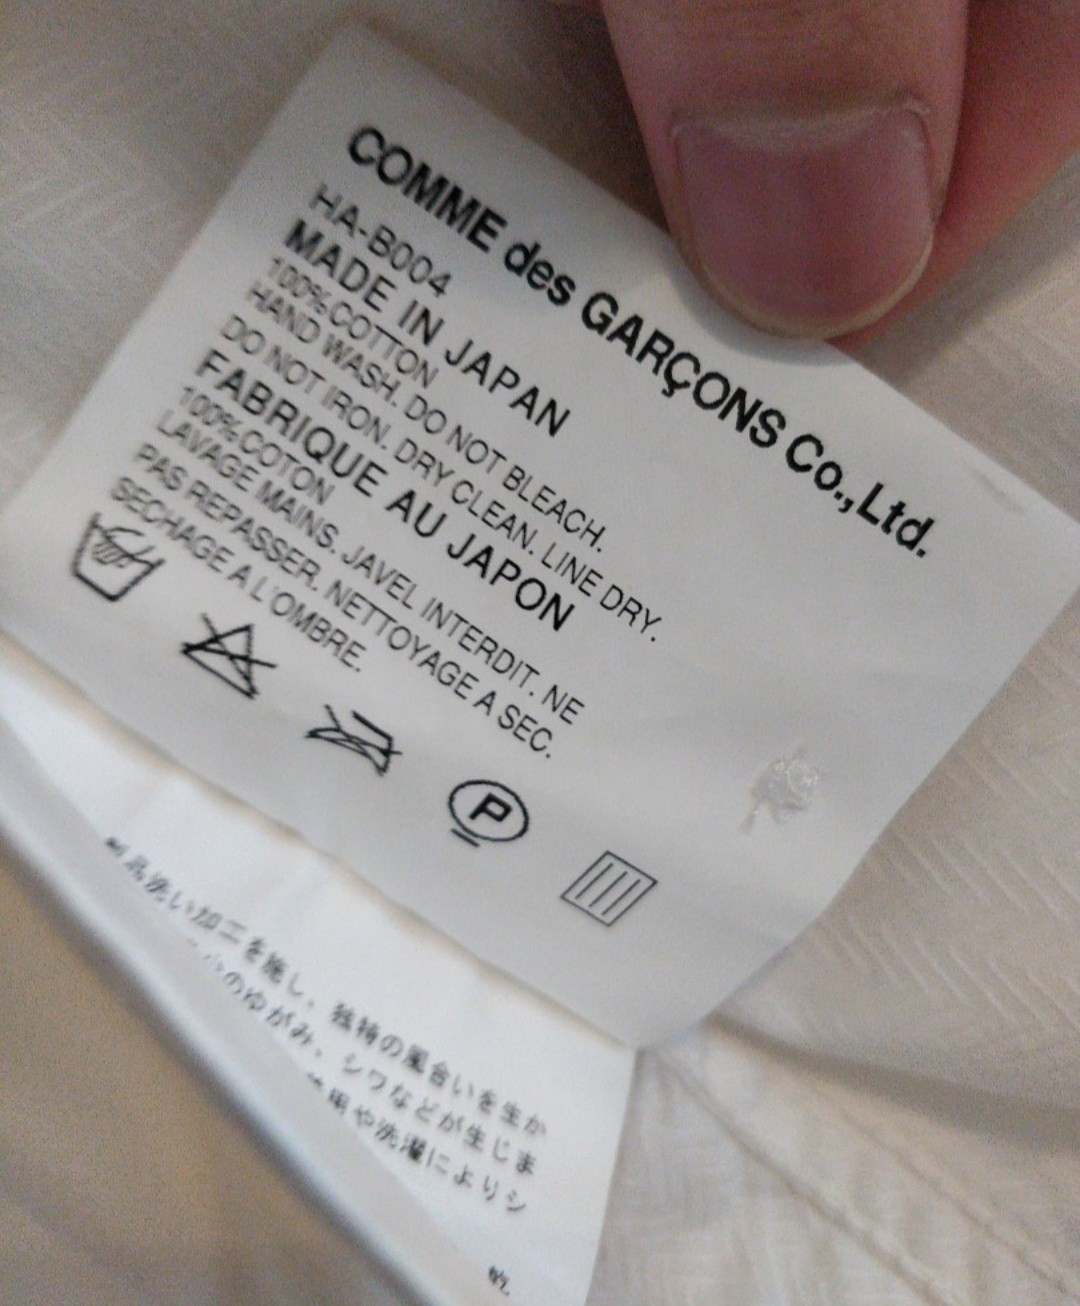 COMME des GARÇONS Co., Ltd.
HA-B004
MADE IN JAPAN
100% COTTON
HAND WASH. DO NOT BLEACH.
DO NOT IRON. DRY CLEAN. LINE DRY.
FABRIQUE AU JAPON
100% COTON
LAVAGE MAINS. JAVEL INTERDIT. NE
PAS REPASSER. NETTOYAGE A SEC.
SECHAGE A L'OMBRE.
P
品洗い加工を施し、独特の風合いを生か
のゆがみ、シワなどが生じま
用や洗濯によりシ